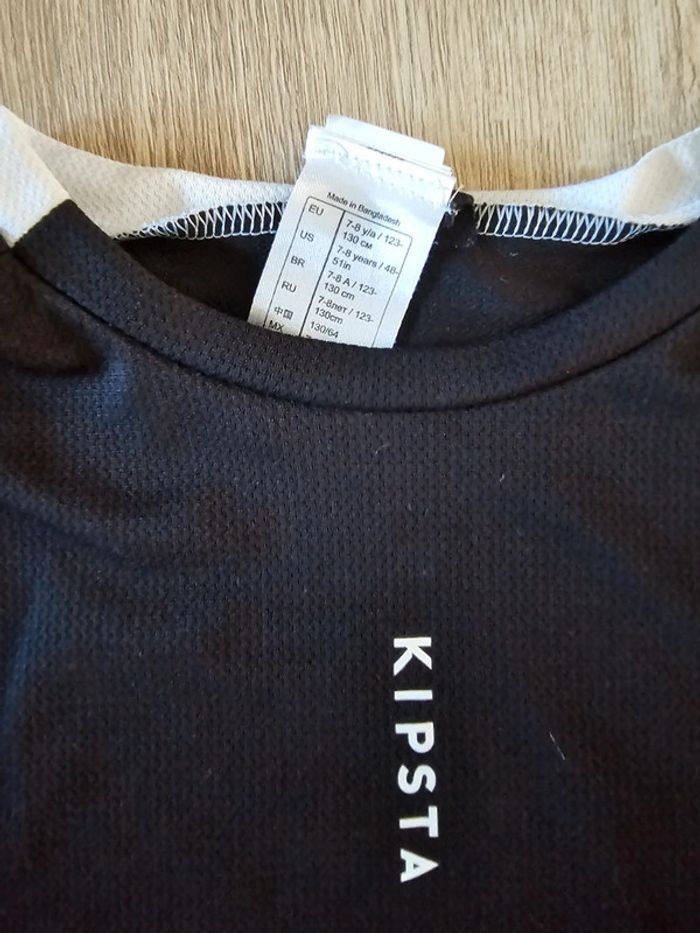 Made in Bangladesh
EU 7-8 y/a / 123-
130 см
US 7-8 years / 48-
51in
BR 7-8 A / 123-
130 cm
RU 7-8лет / 123-
130cm
中国 130/64
MX
KIPSTA